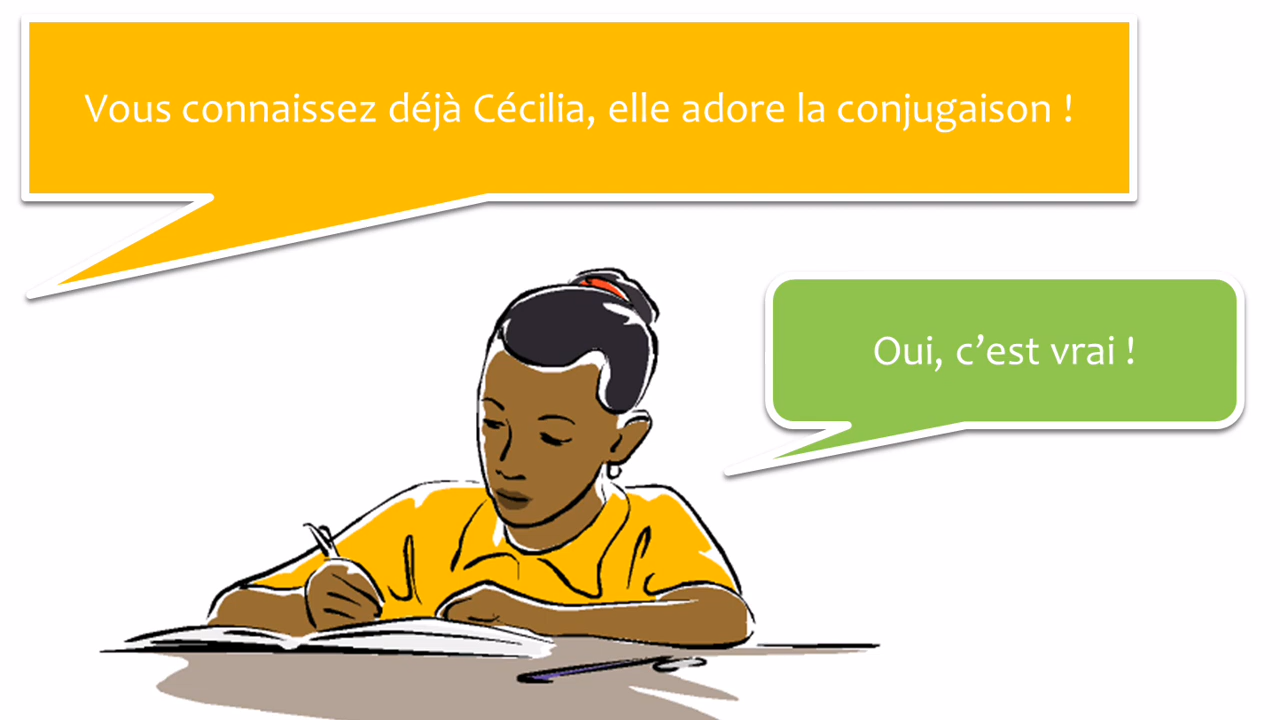 Vous connaissez déjà Cécilia, elle adore la conjugaison !
Oui, c’est vrai !